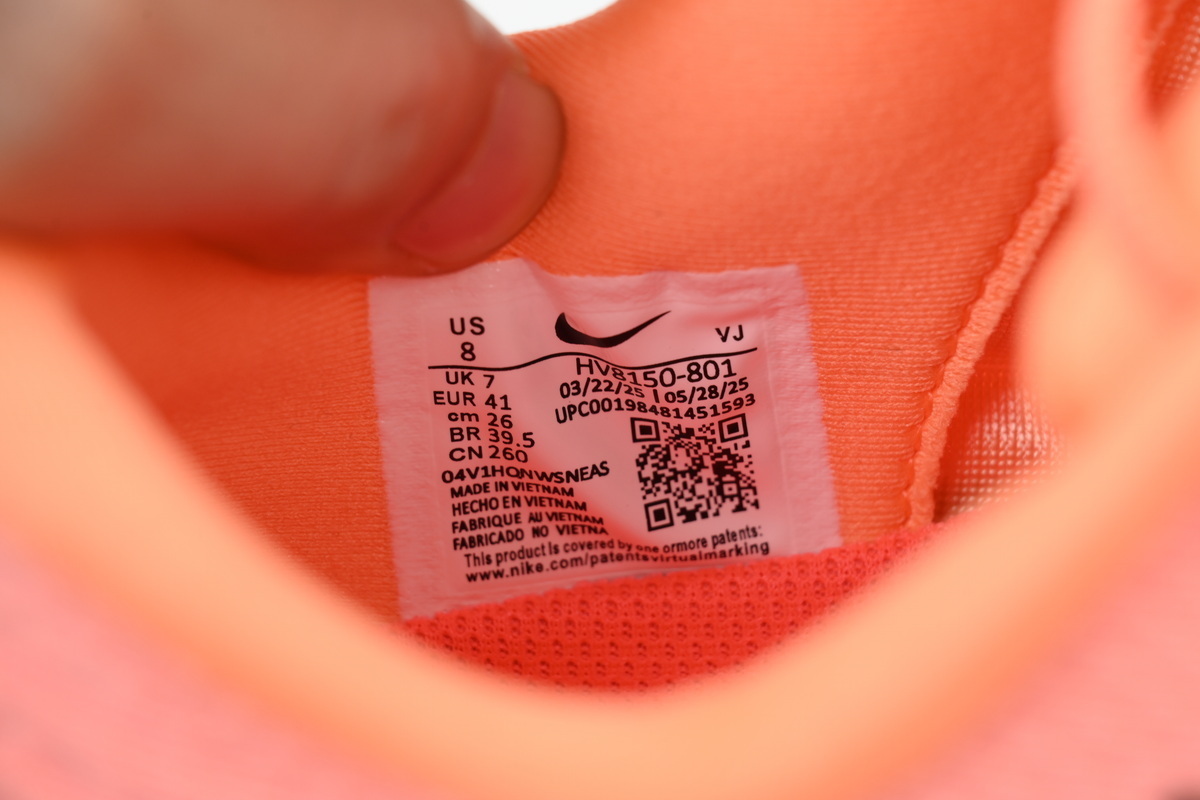 US
8
VJ
UK 7
EUR 41
cm 26
BR 39.5
CN 260
HV8150-801
03/22/25 | 05/28/25
UPC00198481451593
04V1HQNWSNEAS
MADE IN VIETNAM
HECHO EN VIETNAM
FABRIQUE AU VIETNAM
FABRICADO NO VIETNA
This product is covered by one ormore patents:
www.nike.com/patentsvirtualmarking